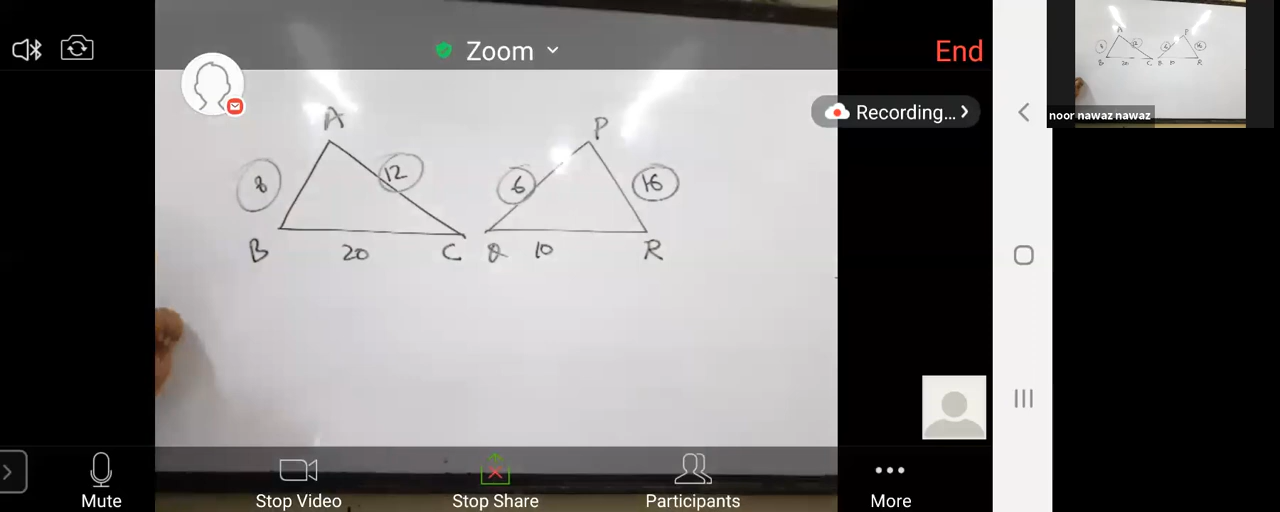 Zoom
End
Recording...
noor nawaz nawaz
A
P
8
12
6
16
B
20
C
Q
10
R
Mute
Stop Video
Stop Share
Participants
More